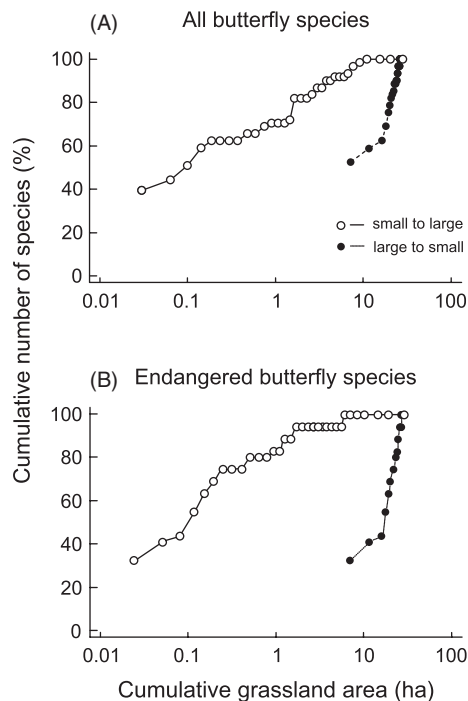 (A) All butterfly species
Cumulative number of species (%)
100
80
60
40
20
0
small to large
large to small
0.01 0.1 1 10 100
(B) Endangered butterfly species
100
80
60
40
20
0
0.01 0.1 1 10 100
Cumulative grassland area (ha)